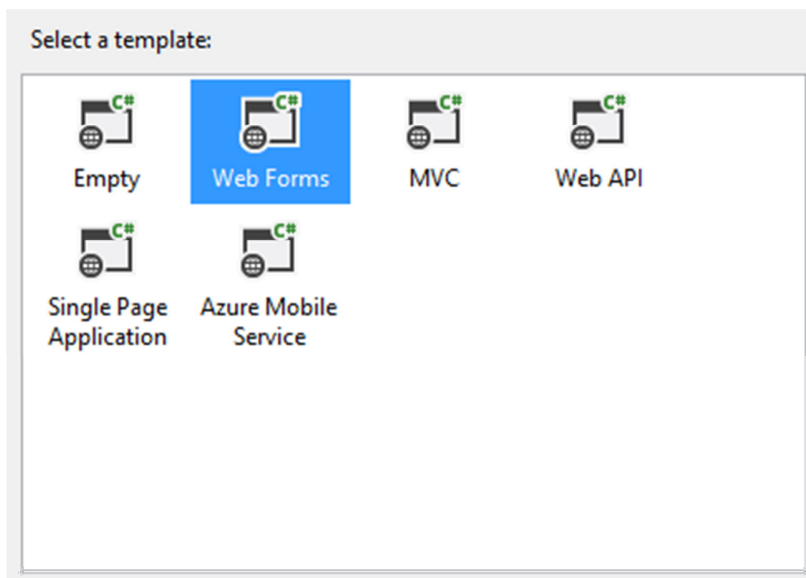 Select a template:
C# C# C# C#
Empty Web Forms MVC Web API
C# C#
Single Page Azure Mobile
Application Service